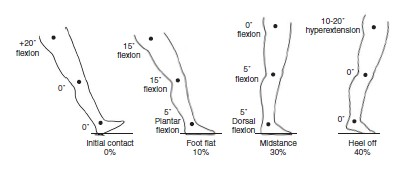 +20°
flexion
0°
0°
Initial contact
0%
15°
flexion
15°
flexion
5°
Plantar
flexion
Foot flat
10%
0°
flexion
5°
flexion
5°
Dorsal
flexion
Midstance
30%
10-20°
hyperextension
0°
0°
Heel off
40%